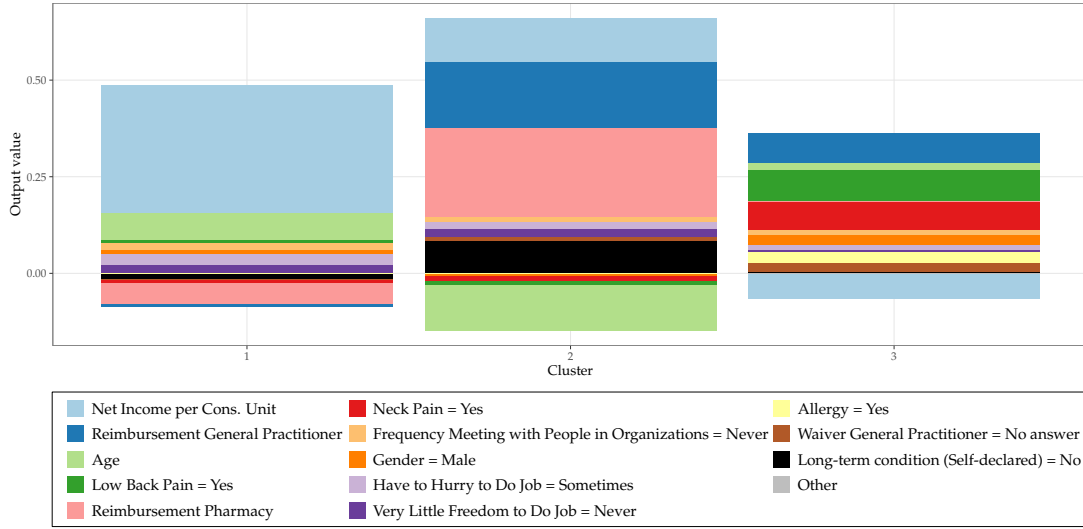 0.50
0.25
0.00
Output value
1
2
3
Cluster
Net Income per Cons. Unit
Reimbursement General Practitioner
Age
Low Back Pain = Yes
Reimbursement Pharmacy
Neck Pain = Yes
Frequency Meeting with People in Organizations = Never
Gender = Male
Have to Hurry to Do Job = Sometimes
Very Little Freedom to Do Job = Never
Allergy = Yes
Waiver General Practitioner = No answer
Long-term condition (Self-declared) = No
Other